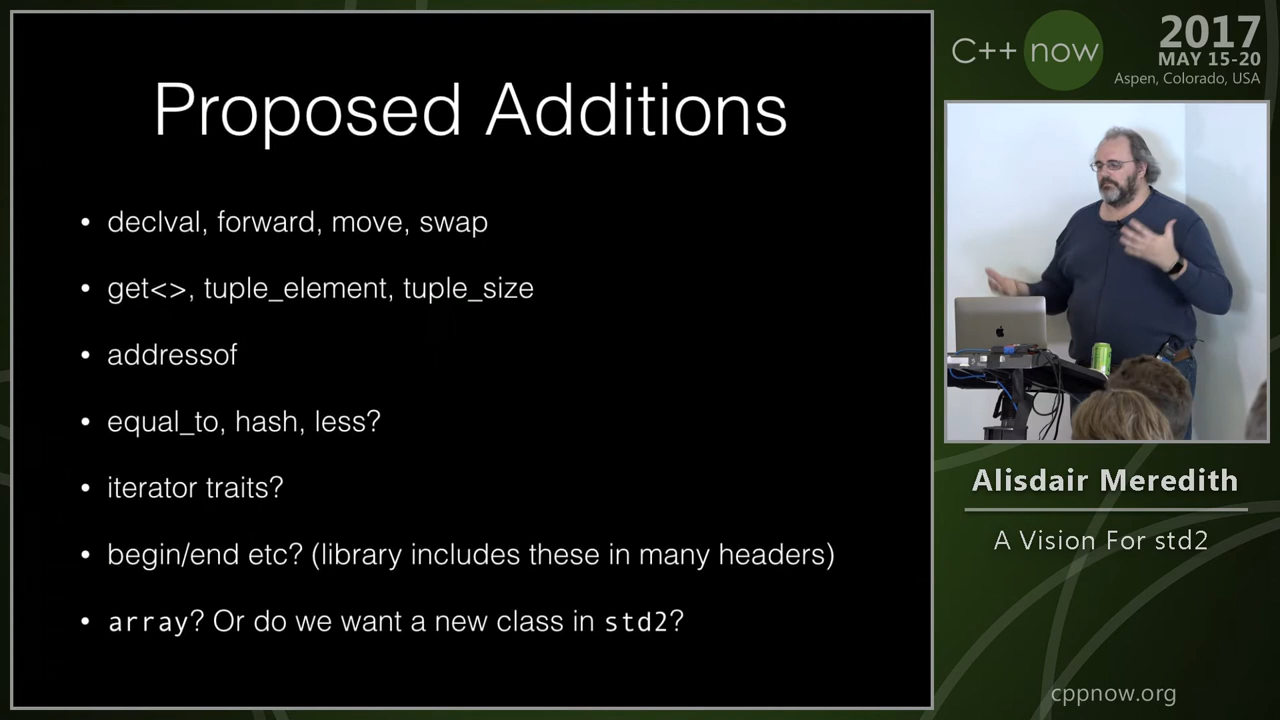 Proposed Additions
• declval, forward, move, swap
• get<>, tuple_element, tuple_size
• addressof
• equal_to, hash, less?
• iterator traits?
• begin/end etc? (library includes these in many headers)
• array? Or do we want a new class in std2?
C++ now
2017
MAY 15-20
Aspen, Colorado, USA
Alisdair Meredith
A Vision For std2
cppnow.org